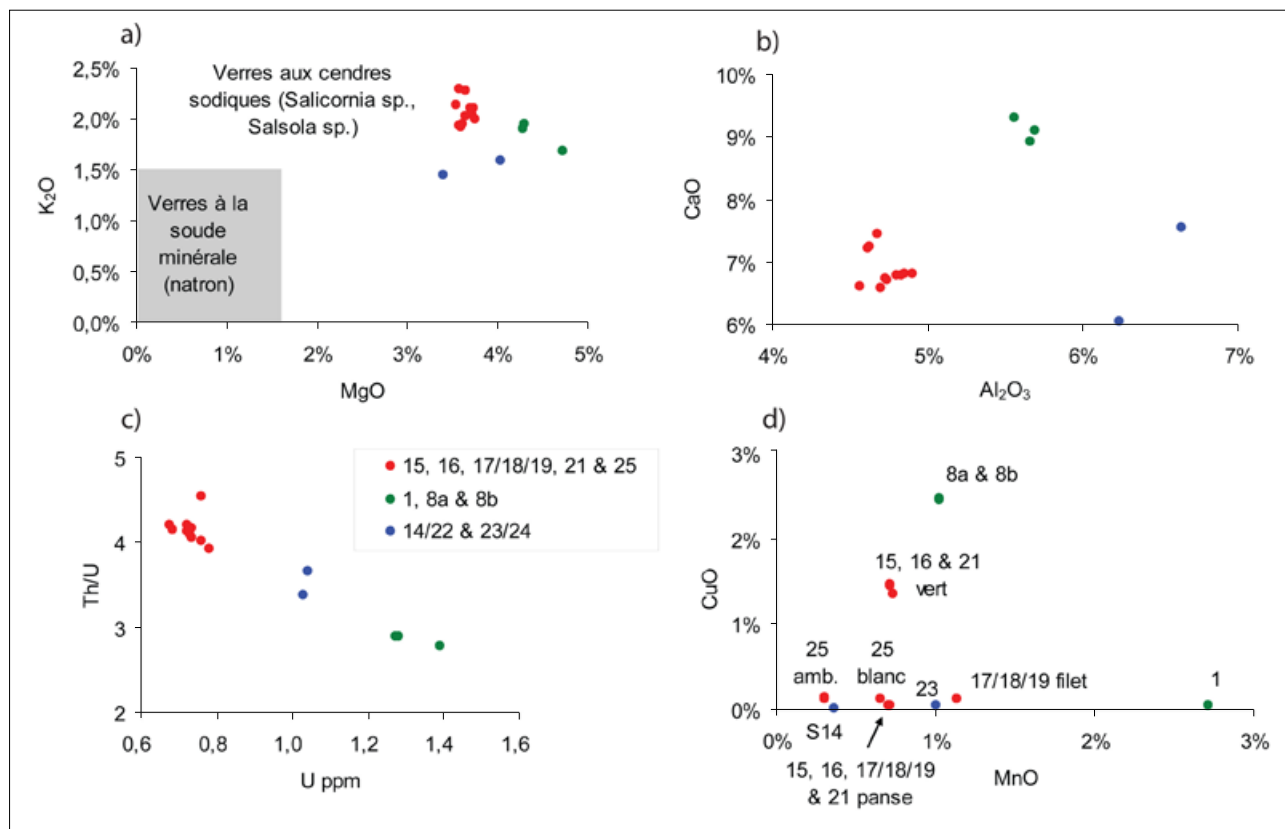 a)
2,5%
2,0%
1,5%
1,0%
0,5%
0,0%
K₂O
Verres aux cendres
sodiques (Salicornia sp.,
Salsola sp.)
Verres à la
soude
minérale
(natron)
0%
1%
2%
3%
4%
5%
MgO
b)
10%
9%
8%
7%
6%
CaO
4%
5%
6%
7%
Al₂O₃
c)
5
4
3
2
Th/U
15, 16, 17/18/19, 21 & 25
1, 8a & 8b
14/22 & 23/24
0,6
0,8
1,0
1,2
1,4
1,6
U ppm
d)
3%
2%
1%
0%
CuO
8a & 8b
15, 16 & 21
vert
25
amb.
25
blanc
23
17/18/19 filet
1
S14
0%
1%
2%
3%
15, 16, 17/18/19
& 21 panse
MnO